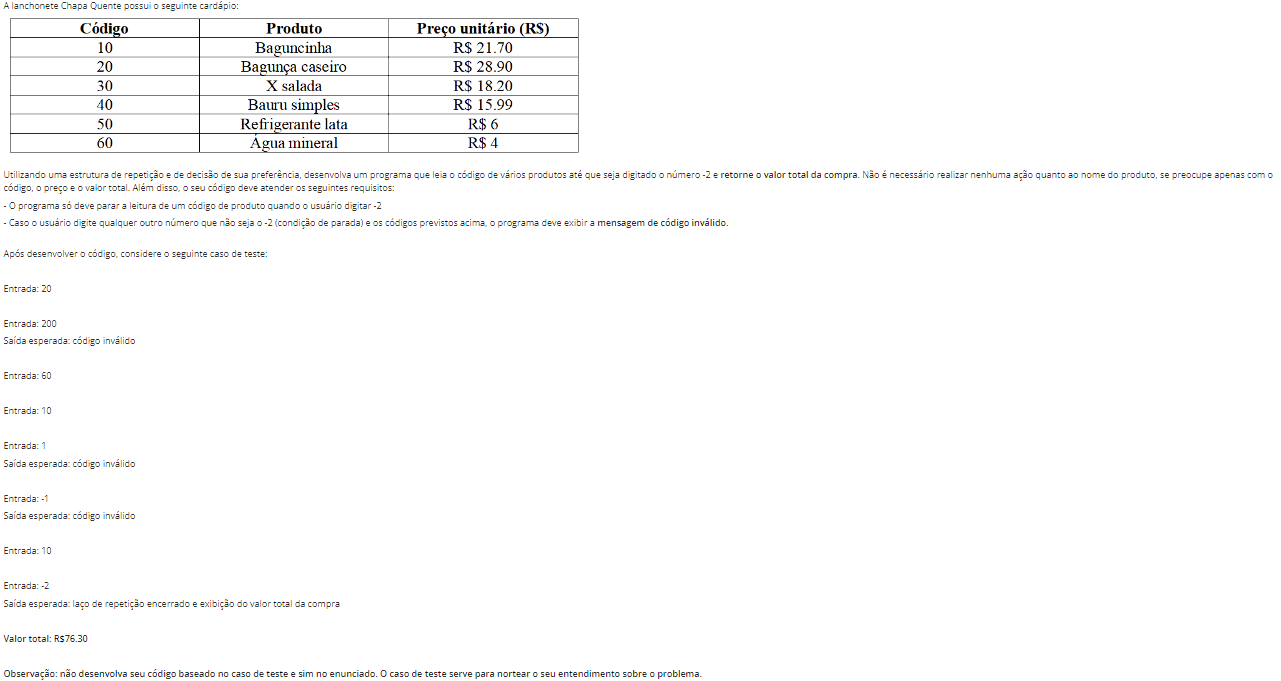 A lanchonete Chapa Quente possui o seguinte cardápio:
Código Produto Preço unitário (R$)
10 Baguncinha R$ 21.70
20 Bagunça caseiro R$ 28.90
30 X salada R$ 18.20
40 Bauru simples R$ 15.99
50 Refrigerante lata R$ 6
60 Água mineral R$ 4
Utilizando uma estrutura de repetição e de decisão de sua preferência, desenvolva um programa que leia o código de vários produtos até que seja digitado o número -2 e retorne o valor total da compra. Não é necessário realizar nenhuma ação quanto ao nome do produto, se preocupe apenas com o
código, o preço e o valor total. Além disso, o seu código deve atender os seguintes requisitos:
- O programa só deve parar a leitura de um código de produto quando o usuário digitar -2
- Caso o usuário digite qualquer outro número que não seja o -2 (condição de parada) e os códigos previstos acima, o programa deve exibir a mensagem de código inválido.
Após desenvolver o código, considere o seguinte caso de teste:
Entrada: 20
Entrada: 200
Saída esperada: código inválido
Entrada: 60
Entrada: 10
Entrada: 1
Saída esperada: código inválido
Entrada: -1
Saída esperada: código inválido
Entrada: 10
Entrada: -2
Saída esperada: laço de repetição encerrado e exibição do valor total da compra
Valor total: R$76.30
Observação: não desenvolva seu código baseado no caso de teste e sim no enunciado. O caso de teste serve para nortear o seu entendimento sobre o problema.